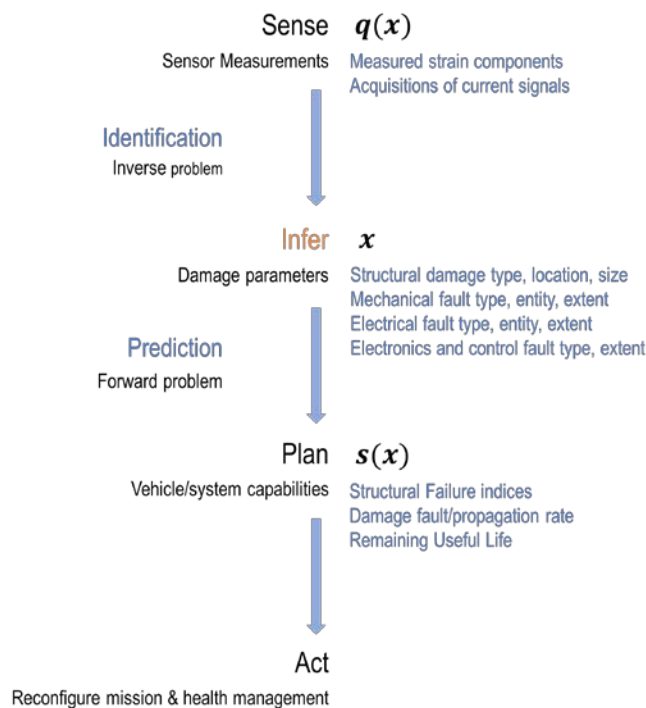 Sense q(x)
Sensor Measurements Measured strain components
Acquisitions of current signals
Identification
Inverse problem
Infer x
Damage parameters Structural damage type, location, size
Mechanical fault type, entity, extent
Electrical fault type, entity, extent
Electronics and control fault type, extent
Prediction
Forward problem
Plan s(x)
Vehicle/system capabilities Structural Failure indices
Damage fault/propagation rate
Remaining Useful Life
Act
Reconfigure mission & health management